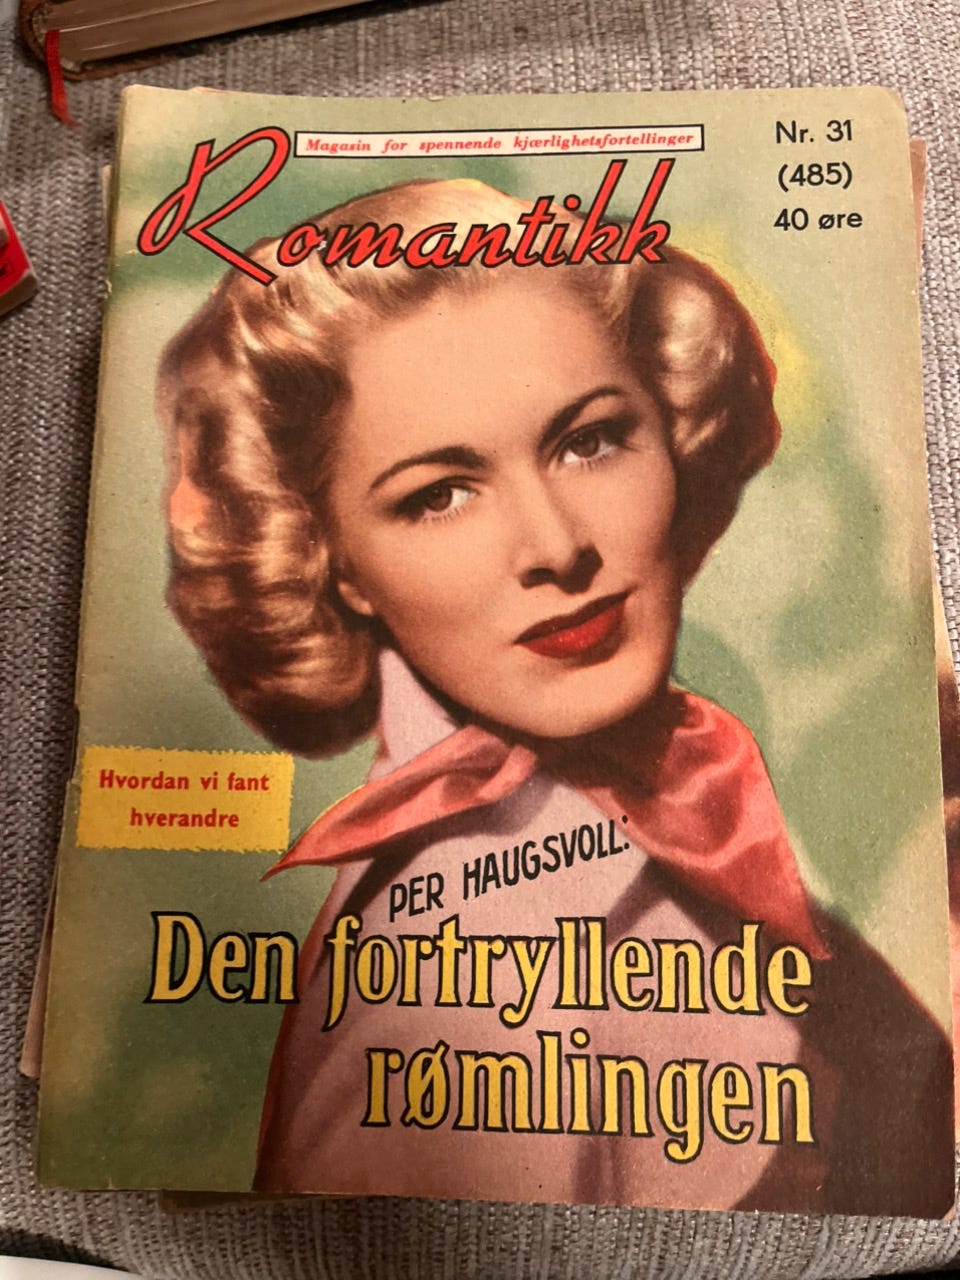 Magasin for spennende kjærlighetsfortellinger
Romantikk
Nr. 31
(485)
40 øre
Hvordan vi fant
hverandre
PER HAUGSVOLL:
Den fortryllende
rømlingen